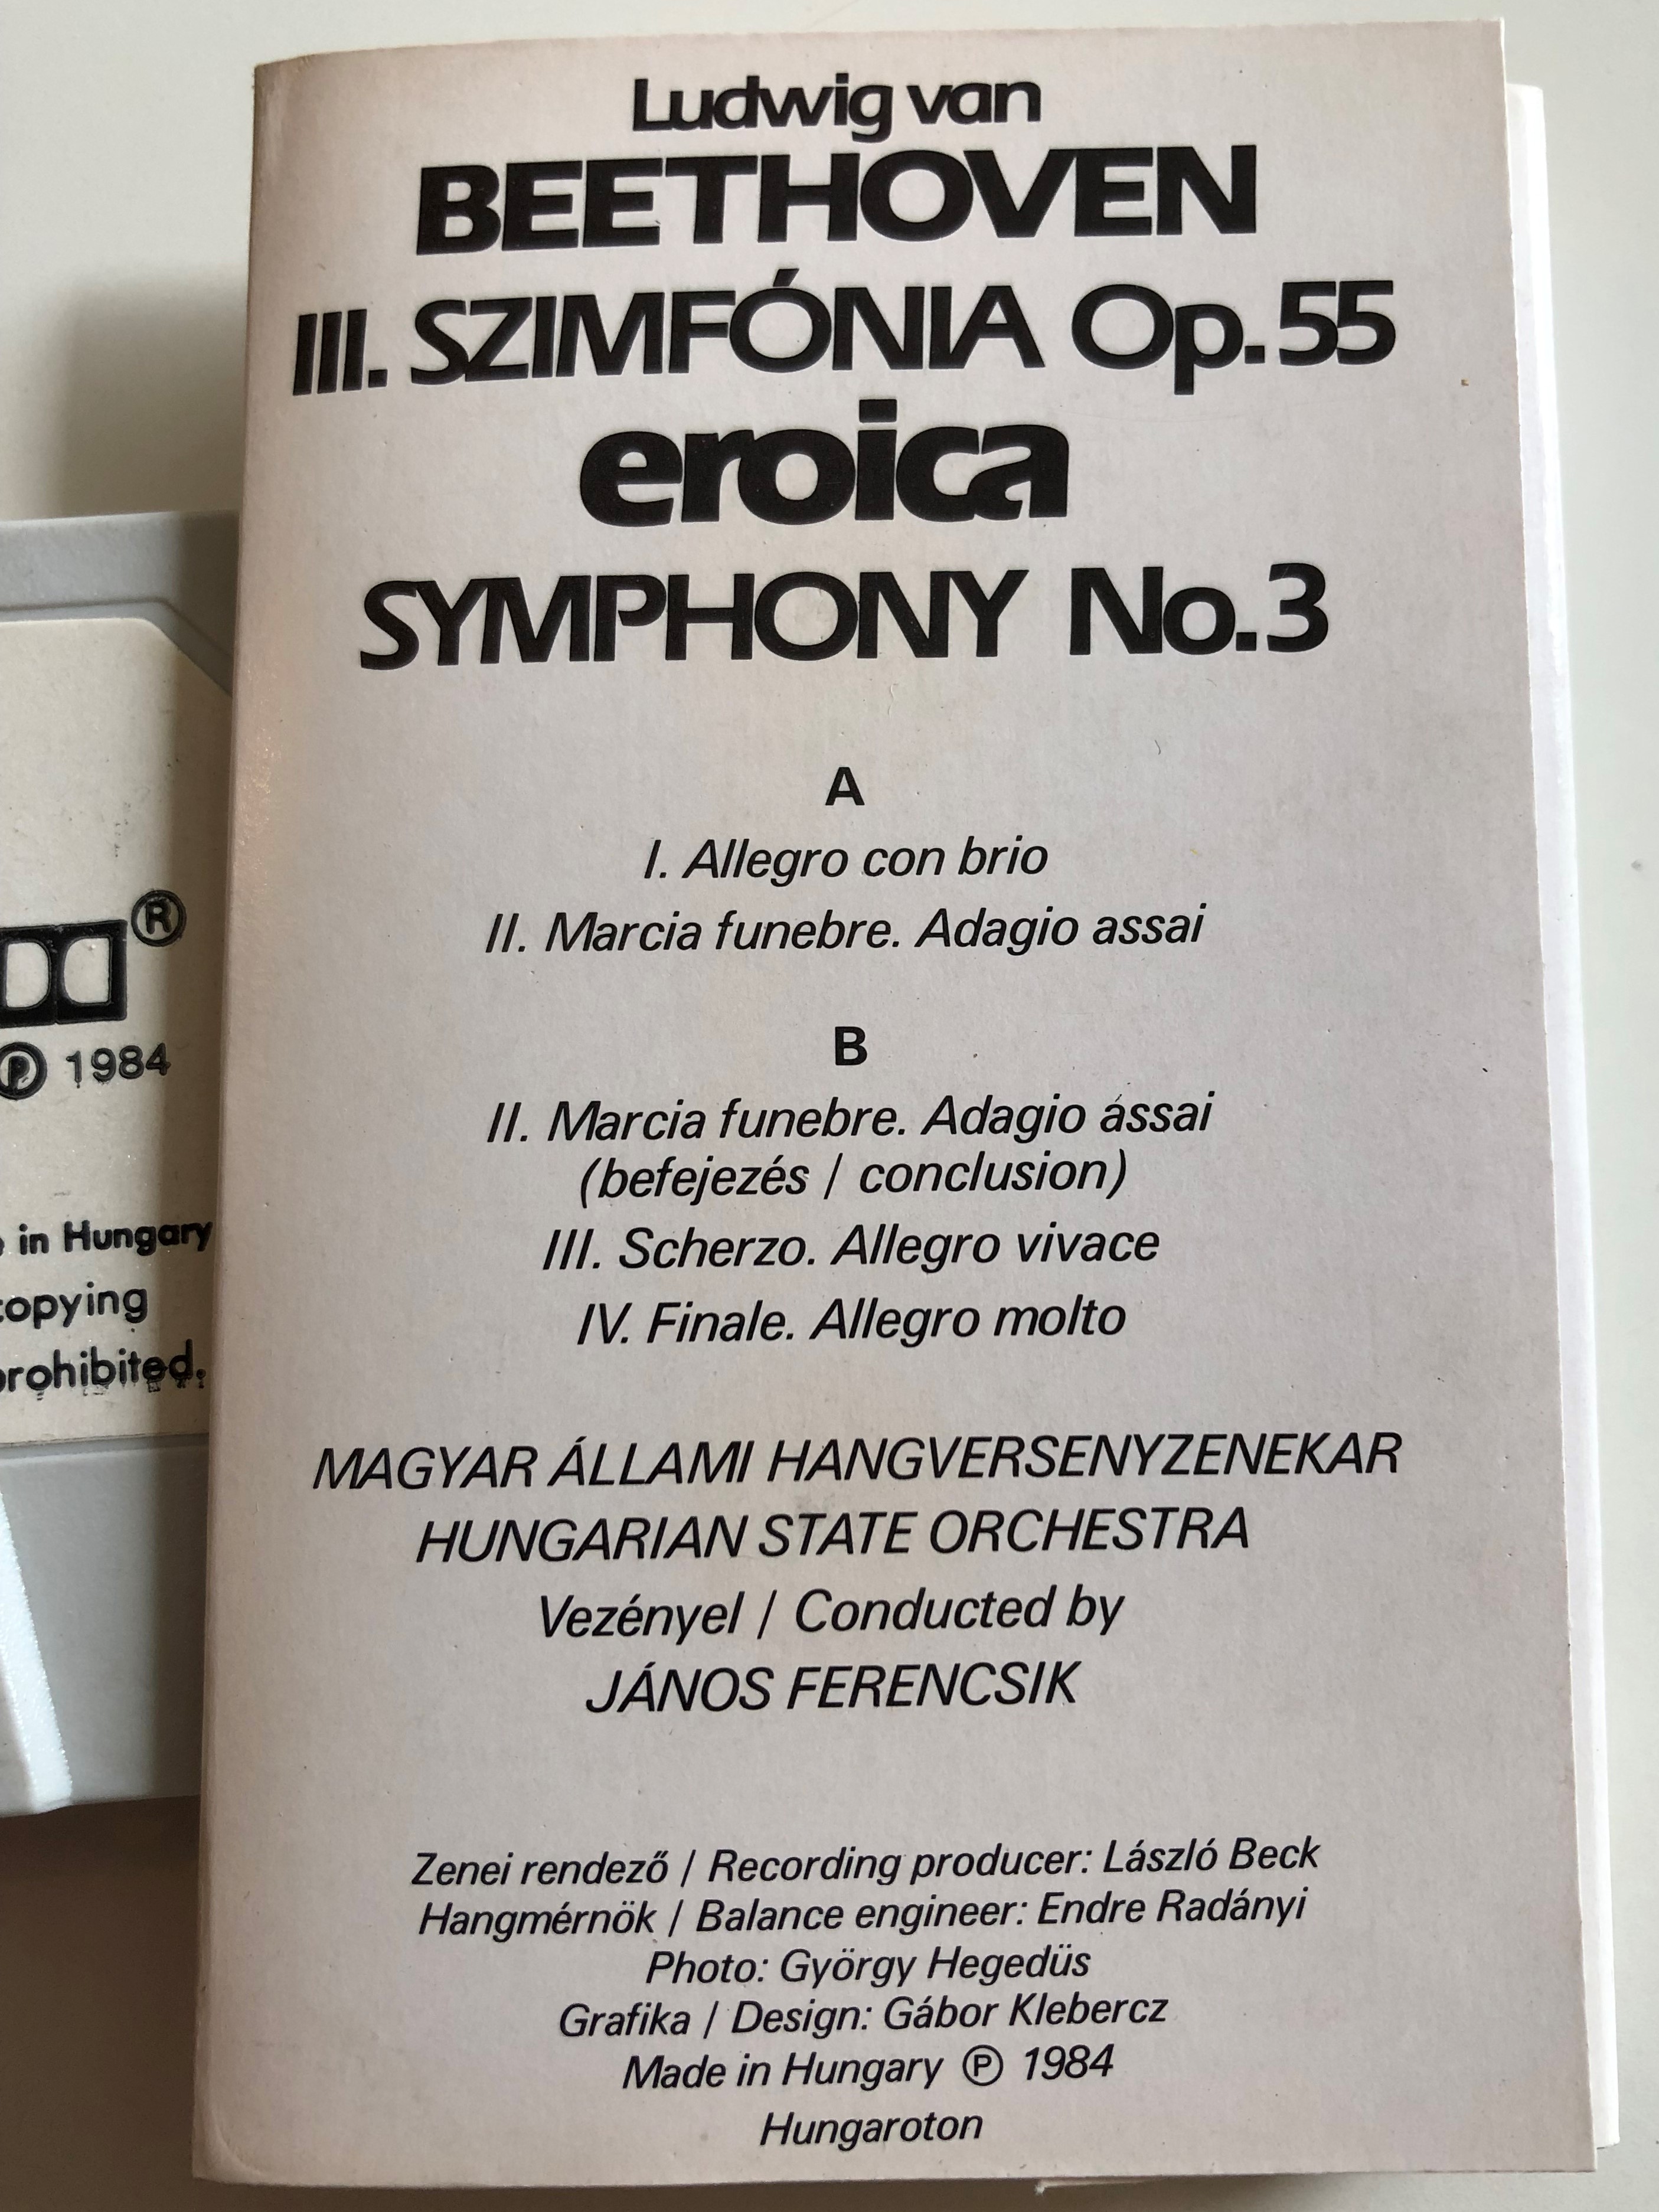 Ludwig van
BEETHOVEN
III. SZIMFÓNIA Op.55
eroica
SYMPHONY No.3
A
I. Allegro con brio
II. Marcia funebre. Adagio assai
B
II. Marcia funebre. Adagio ássai
(befejezés / conclusion)
III. Scherzo. Allegro vivace
IV. Finale. Allegro molto
MAGYAR ÁLLAMI HANGVERSENYZENEKAR
HUNGARIAN STATE ORCHESTRA
Vezényel / Conducted by
JÁNOS FERENCSIK
Zenei rendező / Recording producer: László Beck
Hangmérnök / Balance engineer: Endre Radányi
Photo: György Hegedüs
Grafika / Design: Gábor Klebercz
Made in Hungary ℗ 1984
Hungaroton
®
℗ 1984
in Hungary
copying
prohibited.